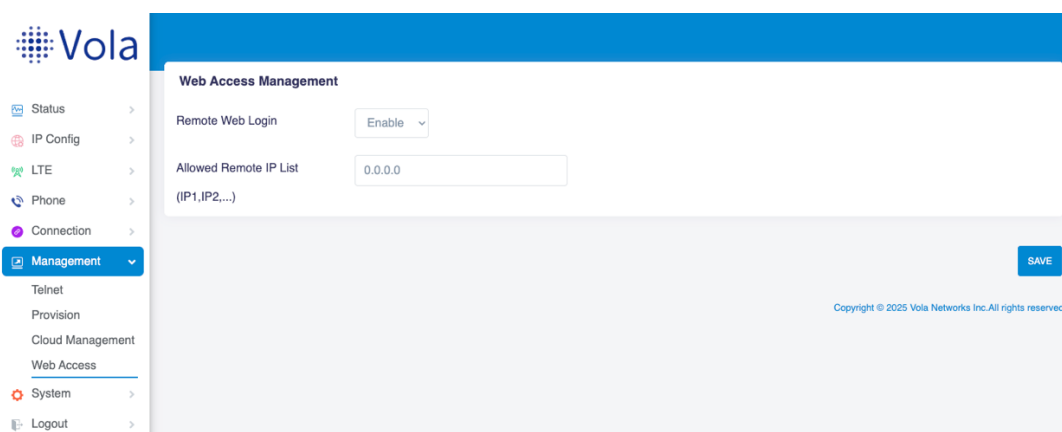 Vola
Status
IP Config
LTE
Phone
Connection
Management
Telnet
Provision
Cloud Management
Web Access
System
Logout
Web Access Management
Remote Web Login
Enable
Allowed Remote IP List
0.0.0.0
(IP1,IP2,...)
SAVE
Copyright © 2025 Vola Networks Inc.All rights reserved